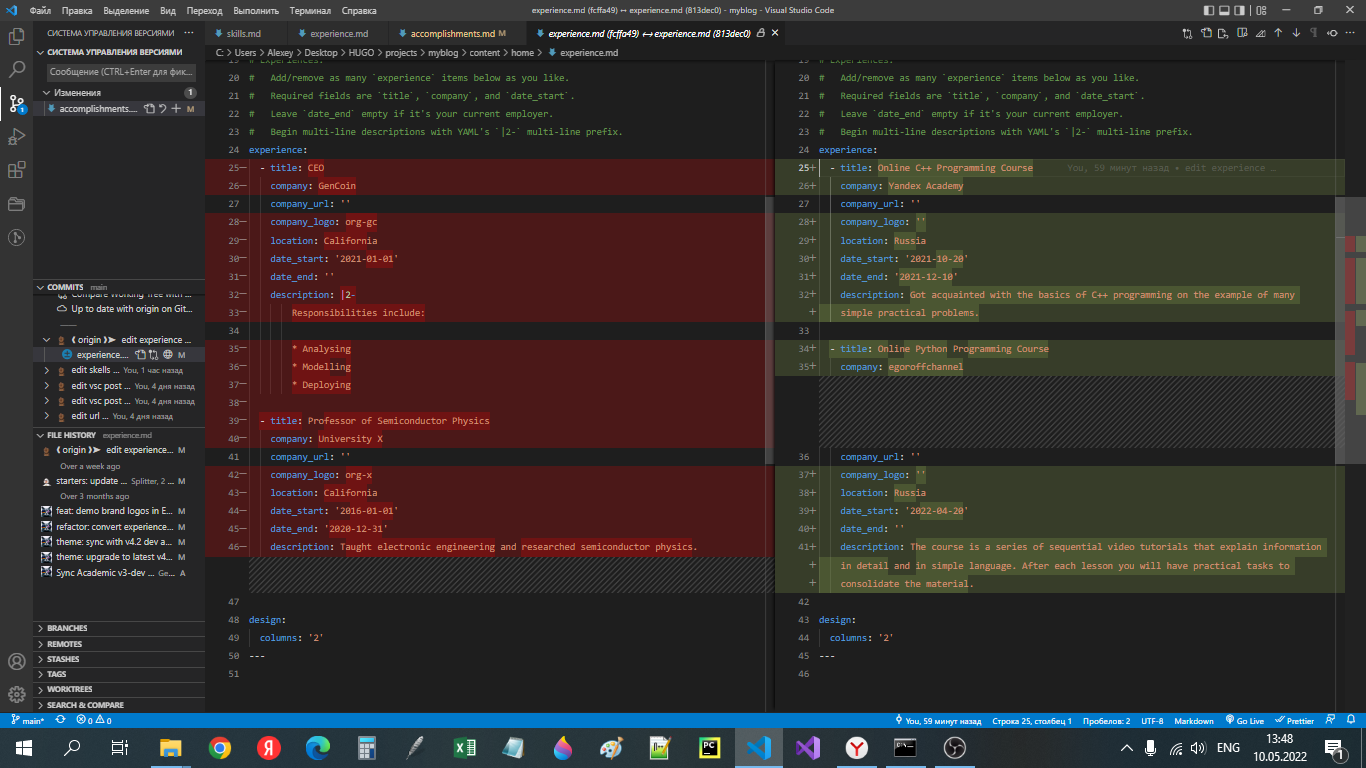 Файл Правка Выделение Вид Переход Выполнить Терминал Справка
experience.md (fcffa49) ↔ experience.md (813dec0) - myblog - Visual Studio Code
СИСТЕМА УПРАВЛЕНИЯ ВЕРСИЯМИ ···
skills.md
experience.md
accomplishments.md M
experience.md (fcffa49) ↔ experience.md (813dec0)
C: > Users > Alexey > Desktop > HUGO > projects > myblog > content > home > experience.md
СИСТЕМА УПРАВЛЕНИЯ ВЕРСИЯМИ
Сообщение (CTRL+Enter для фик...
Изменения 1
accomplishments.... M
1
COMMITS main
Compare Working Tree with ...
Up to date with origin on Git...
origin edit experience ...
experience.... M
edit skells ... You, 1 час назад
edit vsc post ... You, 4 дня назад
edit vsc post ... You, 4 дня назад
edit url ... You, 4 дня назад
FILE HISTORY experience.md
origin edit experience... M
Over a week ago
starters: update ... Splitter, 2 ... M
Over 3 months ago
feat: demo brand logos in E... M
refactor: convert experience... M
theme: sync with v4.2 dev a... M
theme: upgrade to latest v4... M
Sync Academic v3-dev ... Ge... A
BRANCHES
REMOTES
STASHES
TAGS
WORKTREES
SEARCH & COMPARE
19 # Experiences.
20 # Add/remove as many `experience` items below as you like.
21 # Required fields are `title`, `company`, and `date_start`.
22 # Leave `date_end` empty if it's your current employer.
23 # Begin multi-line descriptions with YAML's `|2-` multi-line prefix.
24 experience:
25— - title: CEO
26— company: GenCoin
27 company_url: ''
28— company_logo: org-gc
29— location: California
30— date_start: '2021-01-01'
31— date_end: ''
32— description: |2-
33— Responsibilities include:
34
35— * Analysing
36— * Modelling
37— * Deploying
38—
39— - title: Professor of Semiconductor Physics
40— company: University X
41 company_url: ''
42— company_logo: org-x
43— location: California
44— date_start: '2016-01-01'
45— date_end: '2020-12-31'
46— description: Taught electronic engineering and researched semiconductor physics.
47
48 design:
49 columns: '2'
50 ---
51
19 # Experiences.
20 # Add/remove as many `experience` items below as you like.
21 # Required fields are `title`, `company`, and `date_start`.
22 # Leave `date_end` empty if it's your current employer.
23 # Begin multi-line descriptions with YAML's `|2-` multi-line prefix.
24 experience:
25+ - title: Online C++ Programming Course You, 59 минут назад • edit experience …
26+ company: Yandex Academy
27 company_url: ''
28+ company_logo: ''
29+ location: Russia
30+ date_start: '2021-10-20'
31+ date_end: '2021-12-10'
32+ description: Got acquainted with the basics of C++ programming on the example of many
+ simple practical problems.
33
34+ - title: Online Python Programming Course
35+ company: egoroffchannel
36 company_url: ''
37+ company_logo: ''
38+ location: Russia
39+ date_start: '2022-04-20'
40+ date_end: ''
41+ description: The course is a series of sequential video tutorials that explain information
+ in detail and in simple language. After each lesson you will have practical tasks to
+ consolidate the material.
42
43 design:
44 columns: '2'
45 ---
46
main* 0 0
You, 59 минут назад Строка 25, столбец 1 Пробелов: 2 UTF-8 Markdown Go Live Prettier
ENG
13:48
10.05.2022
1